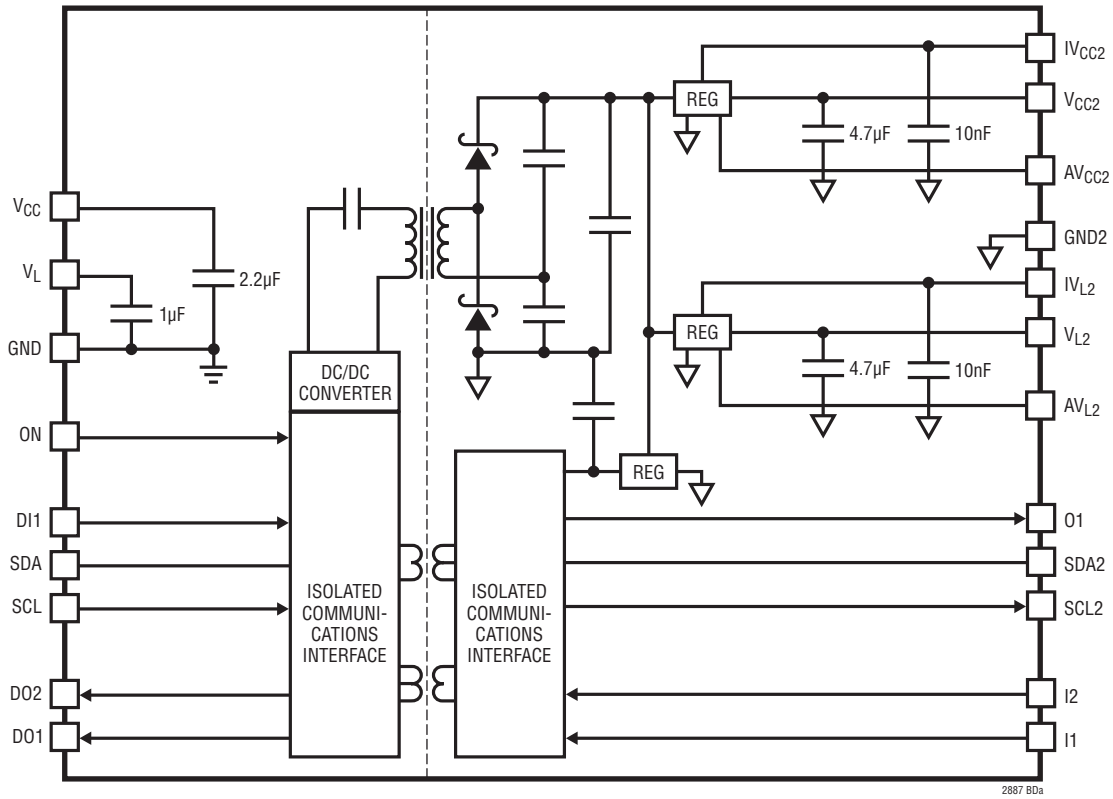 VCC
VL
GND
ON
DI1
SDA
SCL
DO2
DO1
2.2µF
1µF
DC/DC
CONVERTER
ISOLATED
COMMUNI-
CATIONS
INTERFACE
ISOLATED
COMMUNI-
CATIONS
INTERFACE
REG
4.7µF
10nF
REG
4.7µF
10nF
REG
IVCC2
VCC2
AVCC2
GND2
IVL2
VL2
AVL2
O1
SDA2
SCL2
I2
I1
2887 BDa